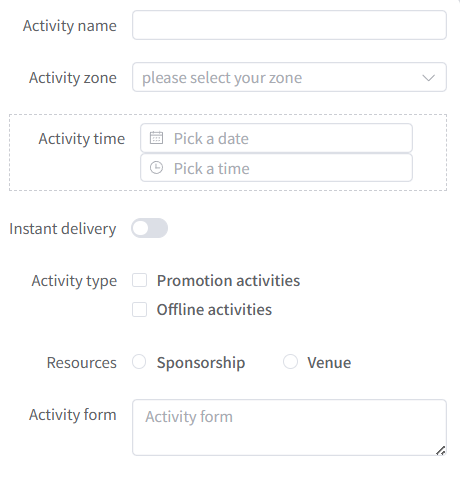 Activity name
Activity zone please select your zone
Activity time Pick a date
Pick a time
Instant delivery
Activity type Promotion activities
Offline activities
Resources Sponsorship Venue
Activity form Activity form